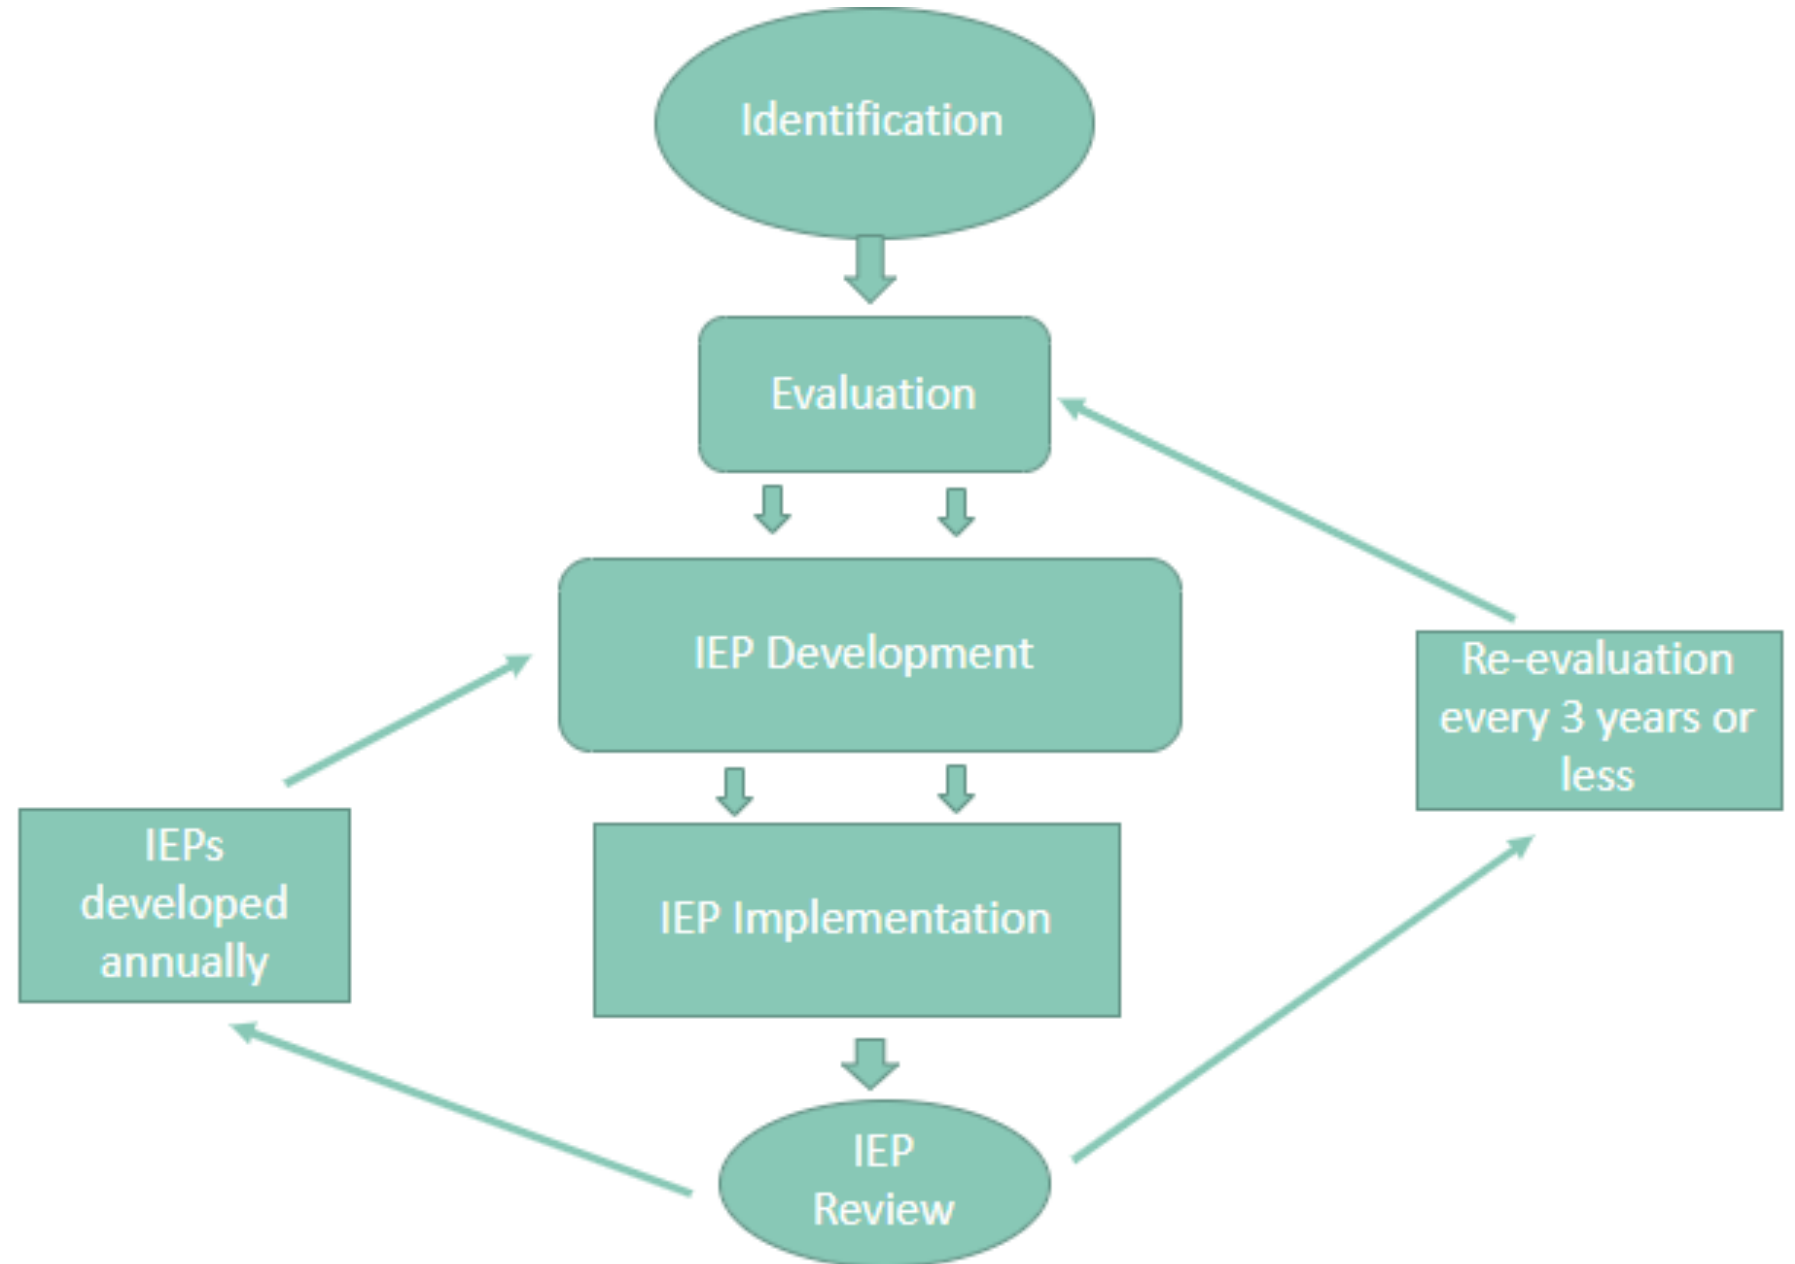 Identification
Evaluation
IEP Development
Re-evaluation
every 3 years or
less
IEPs
developed
annually
IEP Implementation
IEP
Review